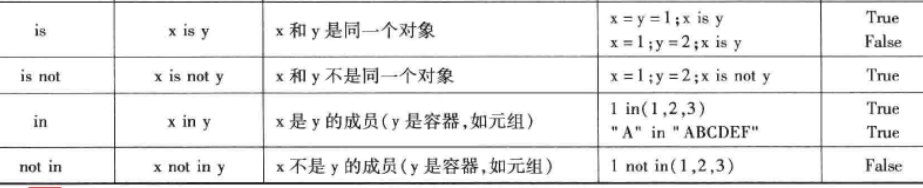 is x is y x 和 y 是同一个对象 x = y = 1 ;x is y True
x = 1 ;y = 2 ;x is y False
is not x is not y x 和 y 不是同一个对象 x = 1 ;y = 2 ;x is not y True
in x in y x 是 y 的成员(y 是容器,如元组) 1 in(1,2,3) True
"A" in "ABCDEF" True
not in x not in y x 不是 y 的成员(y 是容器,如元组) 1 not in(1,2,3) False